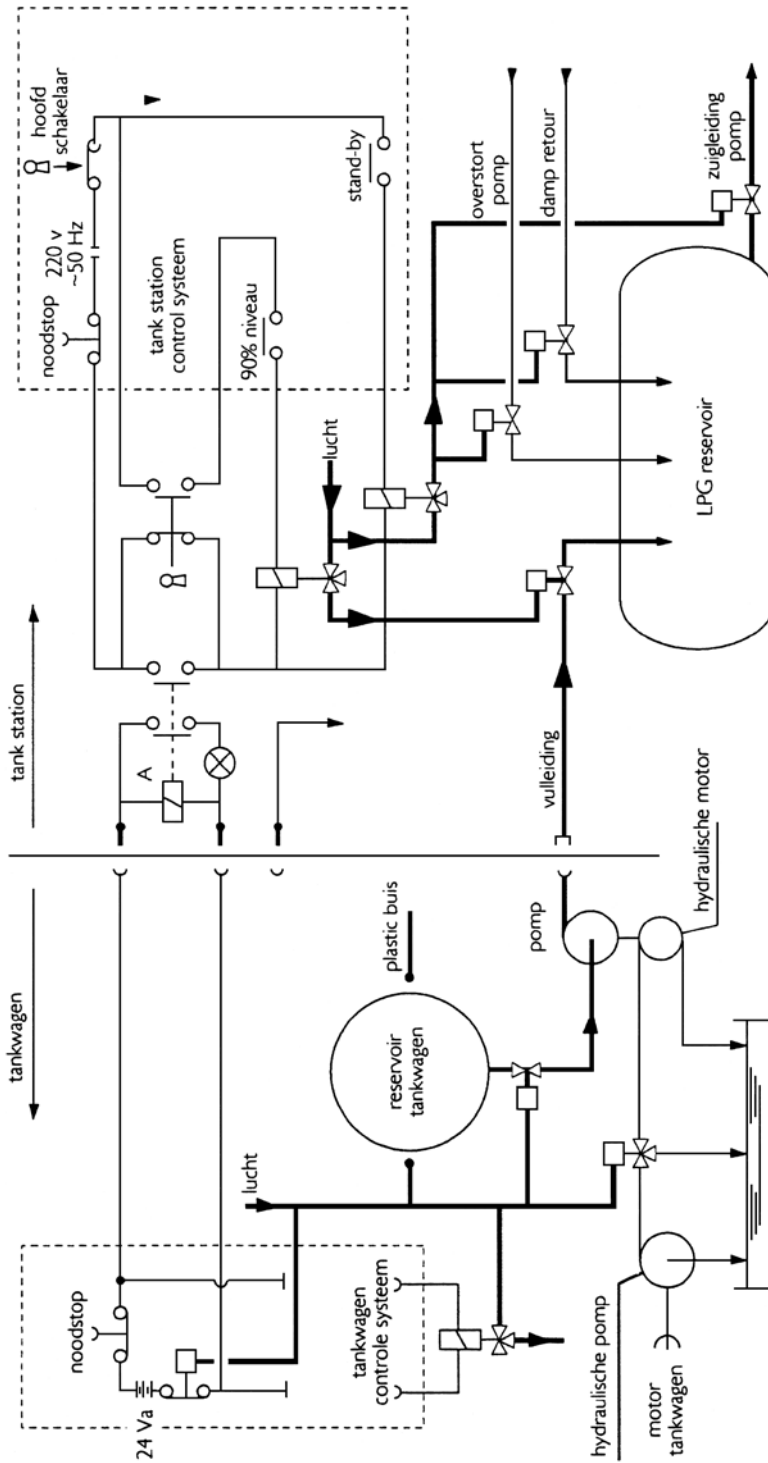 tankwagen
tank station
noodstop
24 Va
tankwagen
controle systeem
lucht
reservoir
tankwagen
plastic buis
pomp
hydraulische motor
hydraulische pomp
motor
tankwagen
A
vulleiding
noodstop
220 v
~50 Hz
hoofd
schakelaar
tank station
control systeem
90% niveau
stand-by
lucht
overstort
pomp
damp retour
zuigleiding
pomp
LPG reservoir